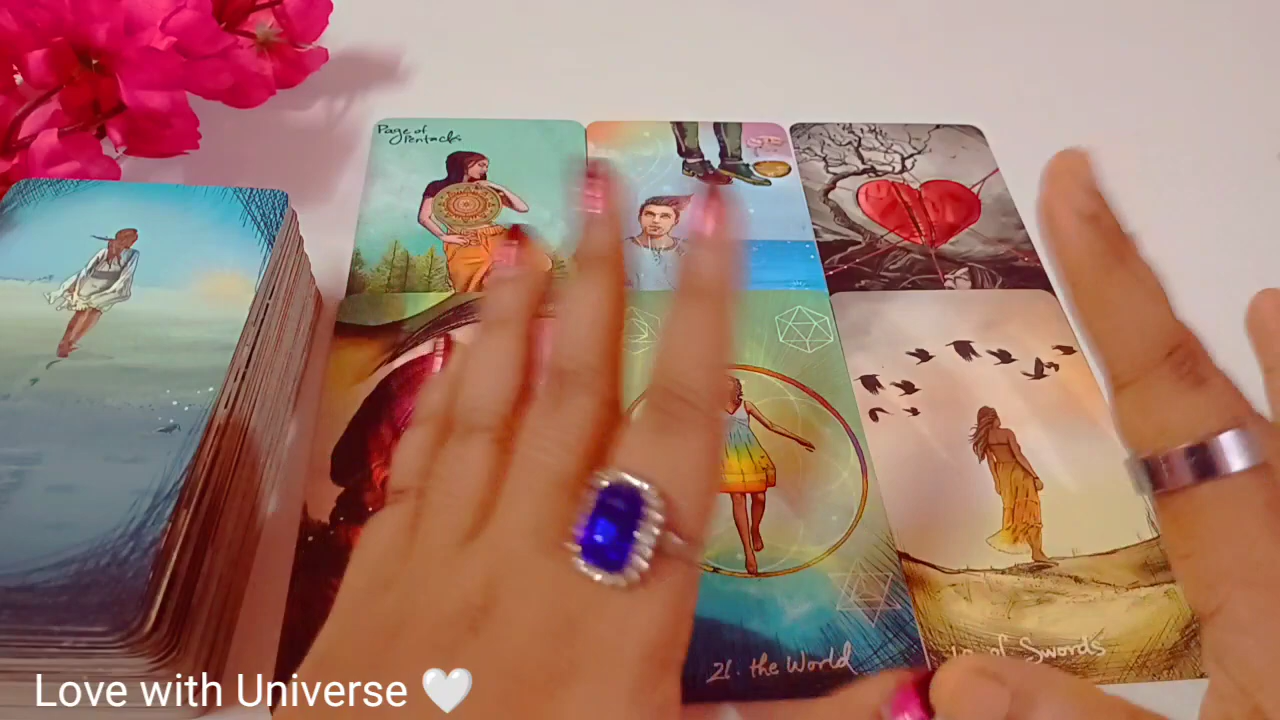 Page of
Pentacles
21. the World
of Swords
Love with Universe 🤍